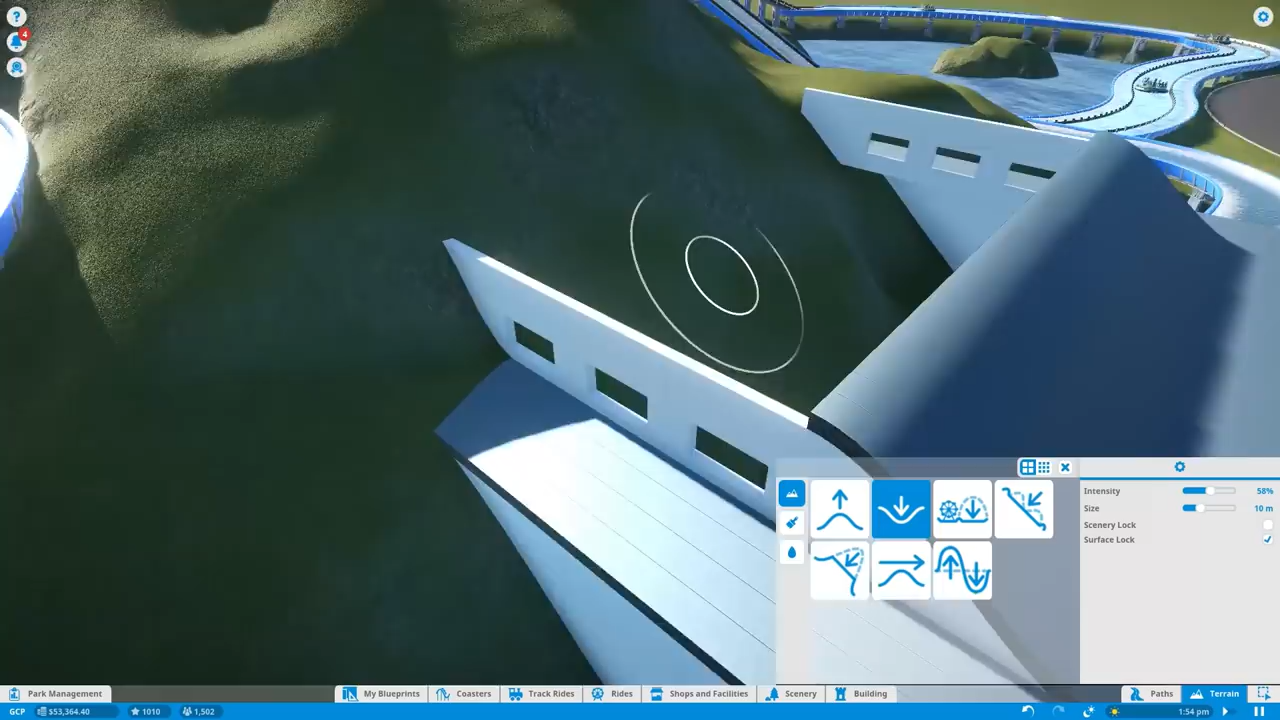 ?
4
Intensity 58%
Size 10 m
Scenery Lock
Surface Lock
Park Management
My Blueprints
Coasters
Track Rides
Rides
Shops and Facilities
Scenery
Building
Paths
Terrain
GCP $53,364.40 1010 1,502
1:54 pm